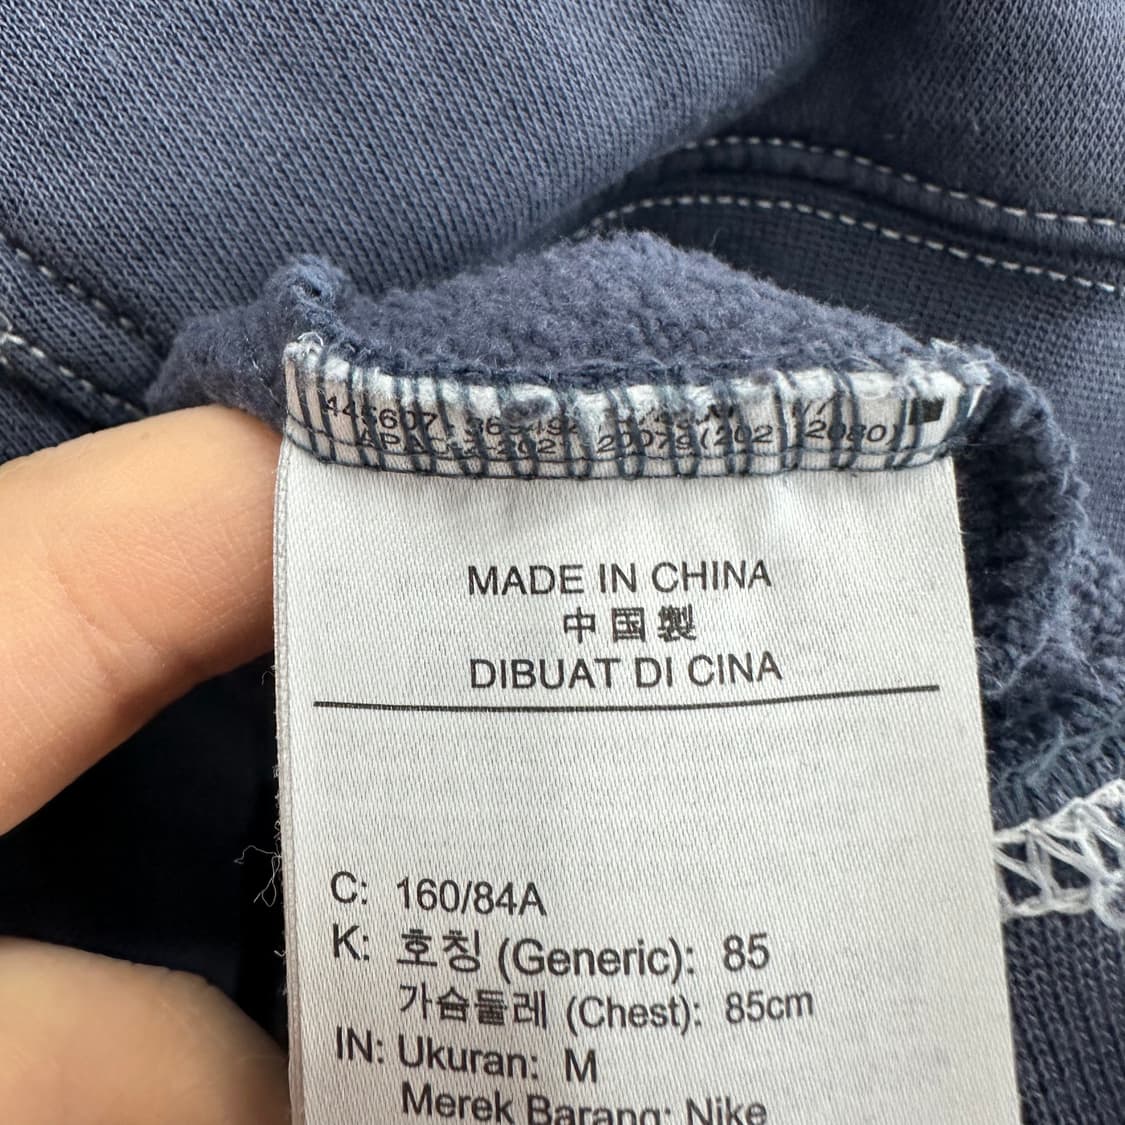 MADE IN CHINA
中国製
DIBUAT DI CINA
C: 160/84A
K: 호칭 (Generic): 85
가슴둘레 (Chest): 85cm
IN: Ukuran: M
Merek Barang: Nike